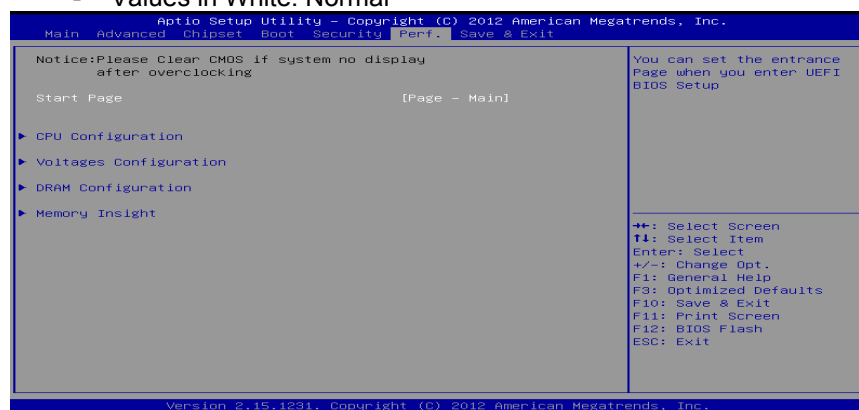 - Values in White: Normal
Aptio Setup Utility – Copyright (C) 2012 American Megatrends, Inc.
Main Advanced Chipset Boot Security Perf. Save & Exit
Notice:Please Clear CMOS if system no display
after overclocking
Start Page [Page – Main]
► CPU Configuration
► Voltages Configuration
► DRAM Configuration
► Memory Insight
You can set the entrance
Page when you enter UEFI
BIOS Setup
→←: Select Screen
↑↓: Select Item
Enter: Select
+/-: Change Opt.
F1: General Help
F3: Optimized Defaults
F10: Save & Exit
F11: Print Screen
F12: BIOS Flash
ESC: Exit
Version 2.15.1231. Copyright (C) 2012 American Megatrends, Inc.